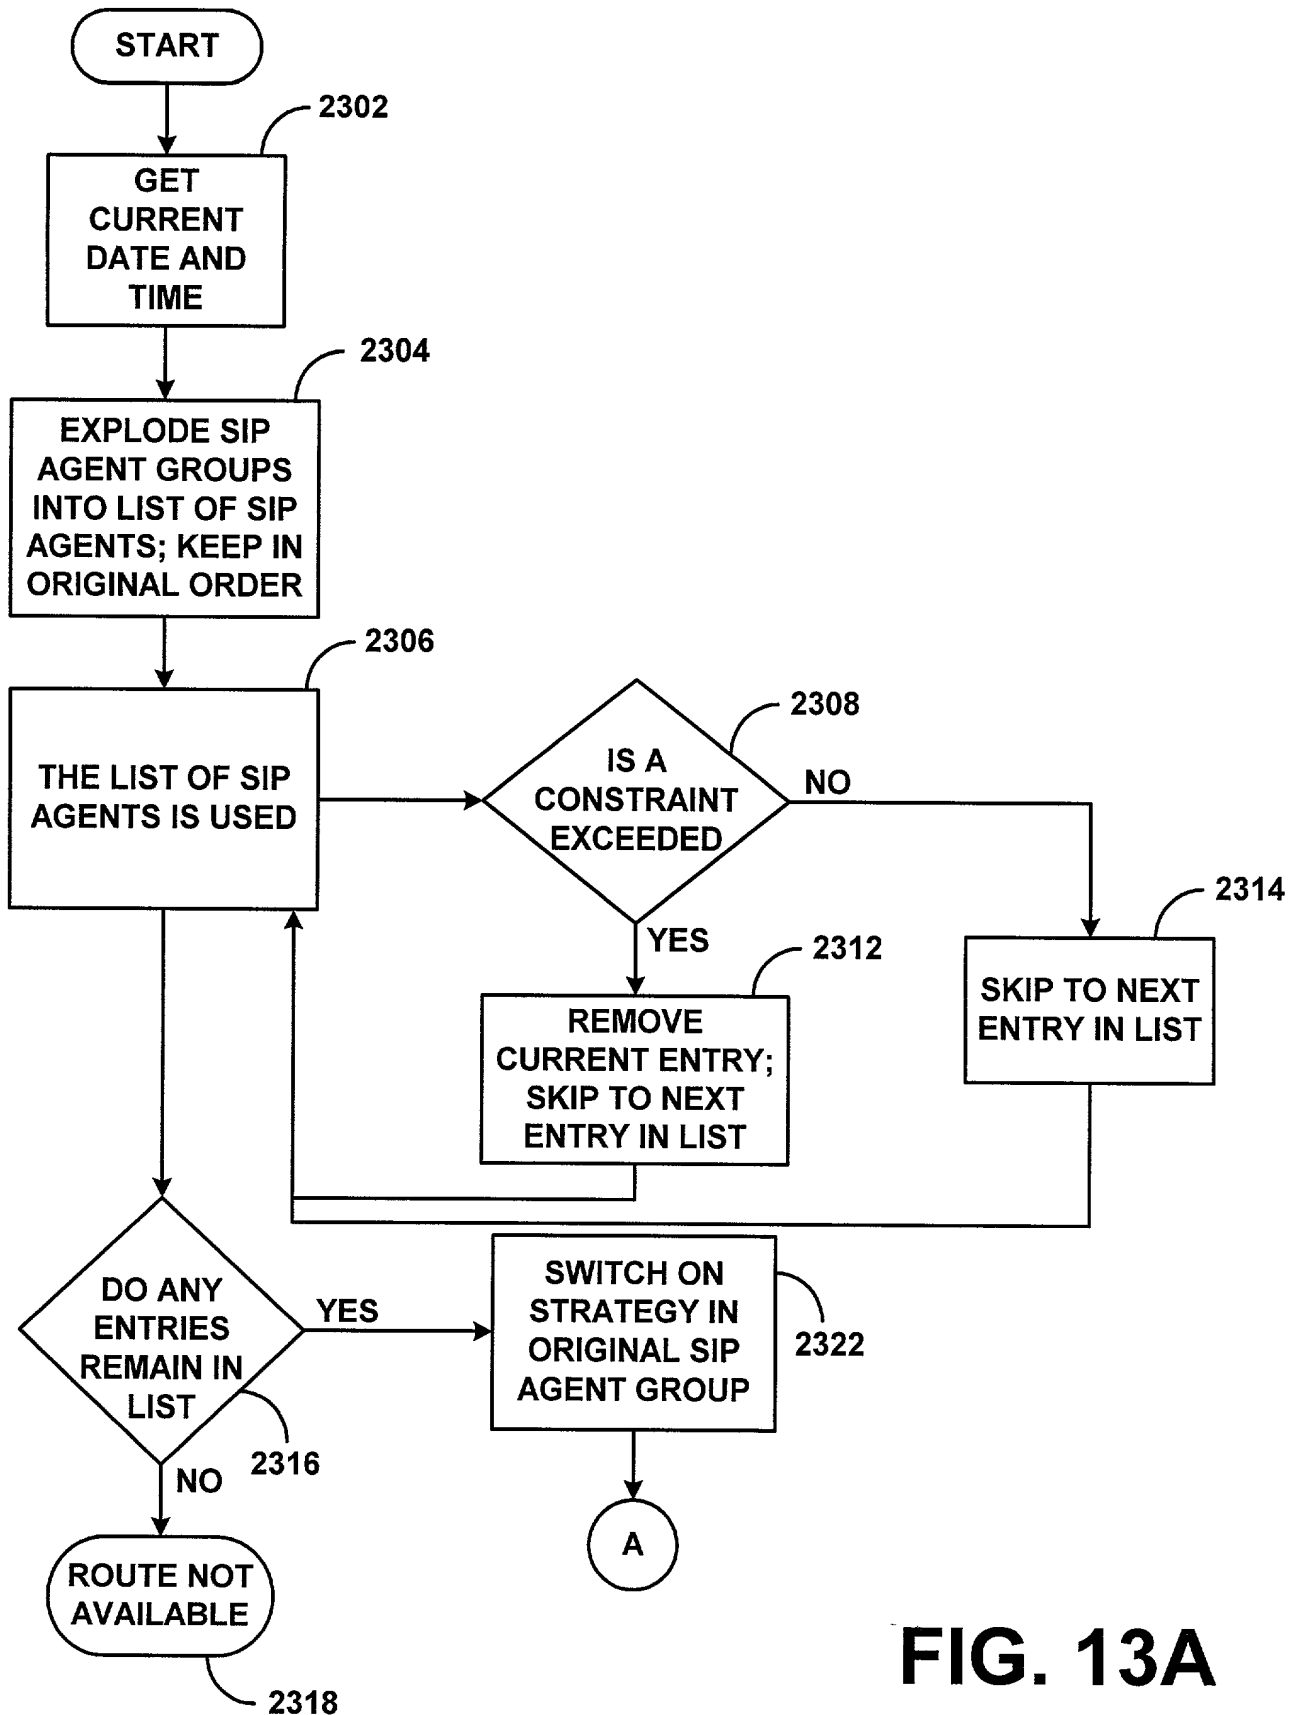 START
2302
GET
CURRENT
DATE AND
TIME
2304
EXPLODE SIP
AGENT GROUPS
INTO LIST OF SIP
AGENTS; KEEP IN
ORIGINAL ORDER
2306
THE LIST OF SIP
AGENTS IS USED
2308
IS A
CONSTRAINT
EXCEEDED
NO
YES
2312
REMOVE
CURRENT ENTRY;
SKIP TO NEXT
ENTRY IN LIST
2314
SKIP TO NEXT
ENTRY IN LIST
DO ANY
ENTRIES
REMAIN IN
LIST
2316
YES
NO
SWITCH ON
STRATEGY IN
ORIGINAL SIP
AGENT GROUP
2322
A
ROUTE NOT
AVAILABLE
2318
FIG. 13A